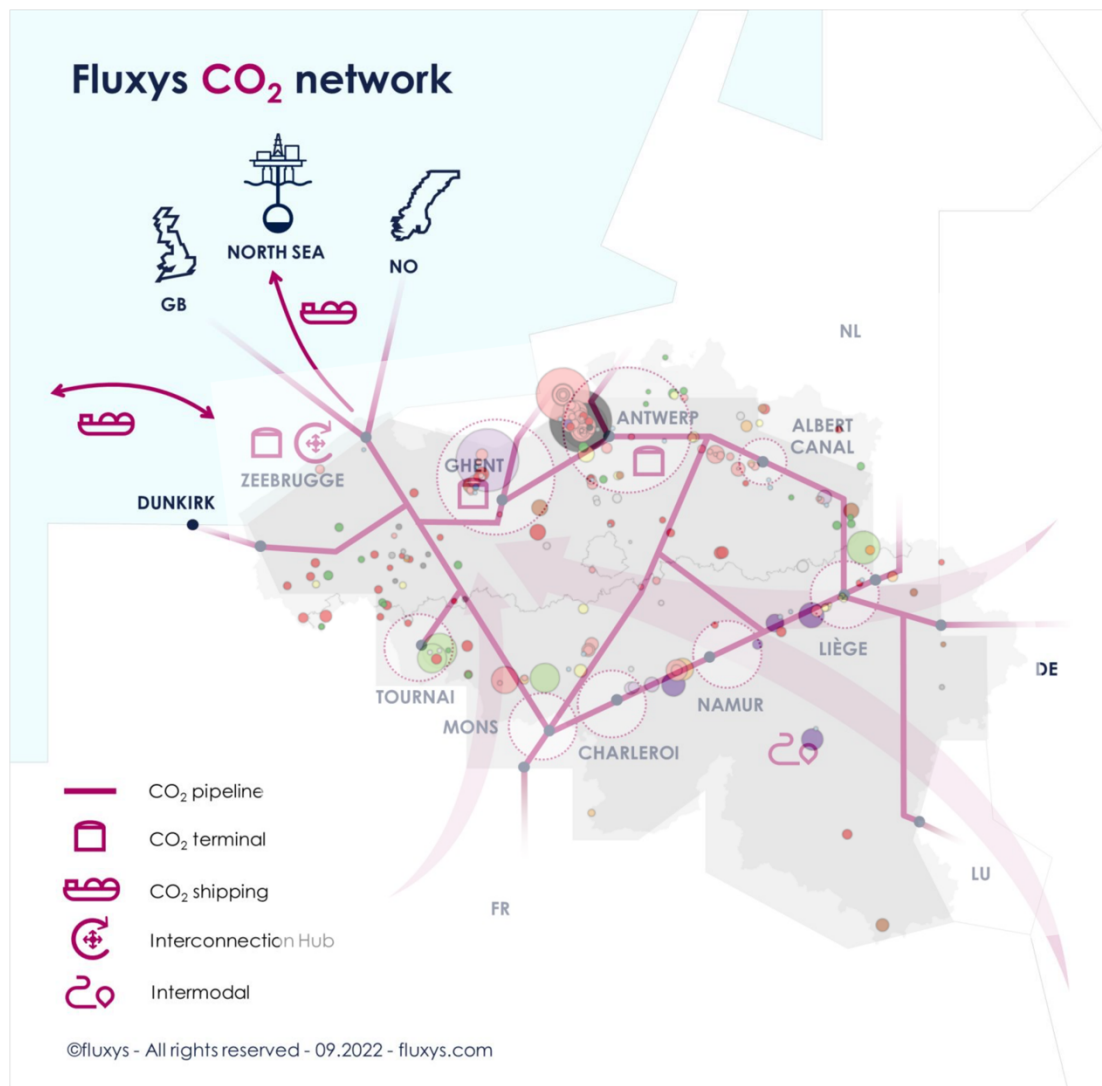 Fluxys CO₂ network
NORTH SEA
NO
GB
NL
ANTWERP
ALBERT
CANAL
GHENT
ZEEBRUGGE
DUNKIRK
LIÈGE
DE
TOURNAI
NAMUR
MONS
CHARLEROI
LU
FR
CO₂ pipeline
CO₂ terminal
CO₂ shipping
Interconnection Hub
Intermodal
©fluxys - All rights reserved - 09.2022 - fluxys.com